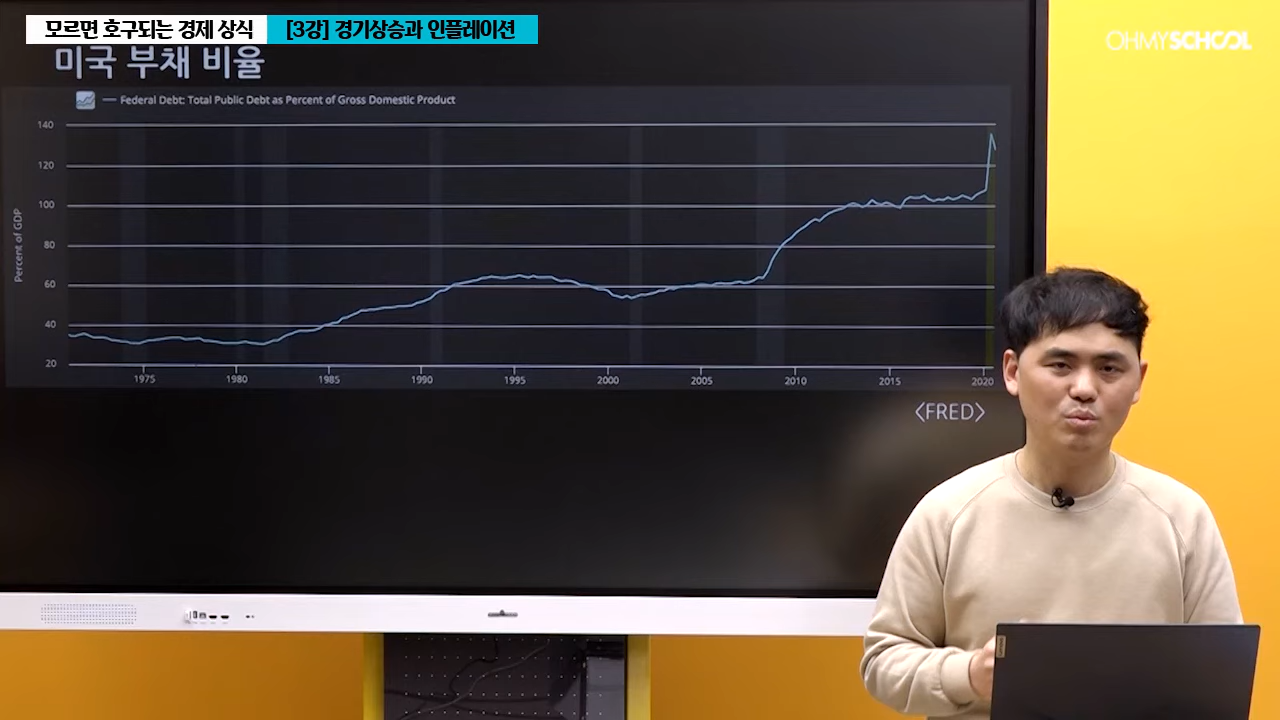 모르면 호구되는 경제 상식
[3강] 경기상승과 인플레이션
OHMYSCHOOL
미국 부채 비율
Federal Debt: Total Public Debt as Percent of Gross Domestic Product
Percent of GDP
140
120
100
80
60
40
20
1975
1980
1985
1990
1995
2000
2005
2010
2015
2020
<FRED>
Lenovo